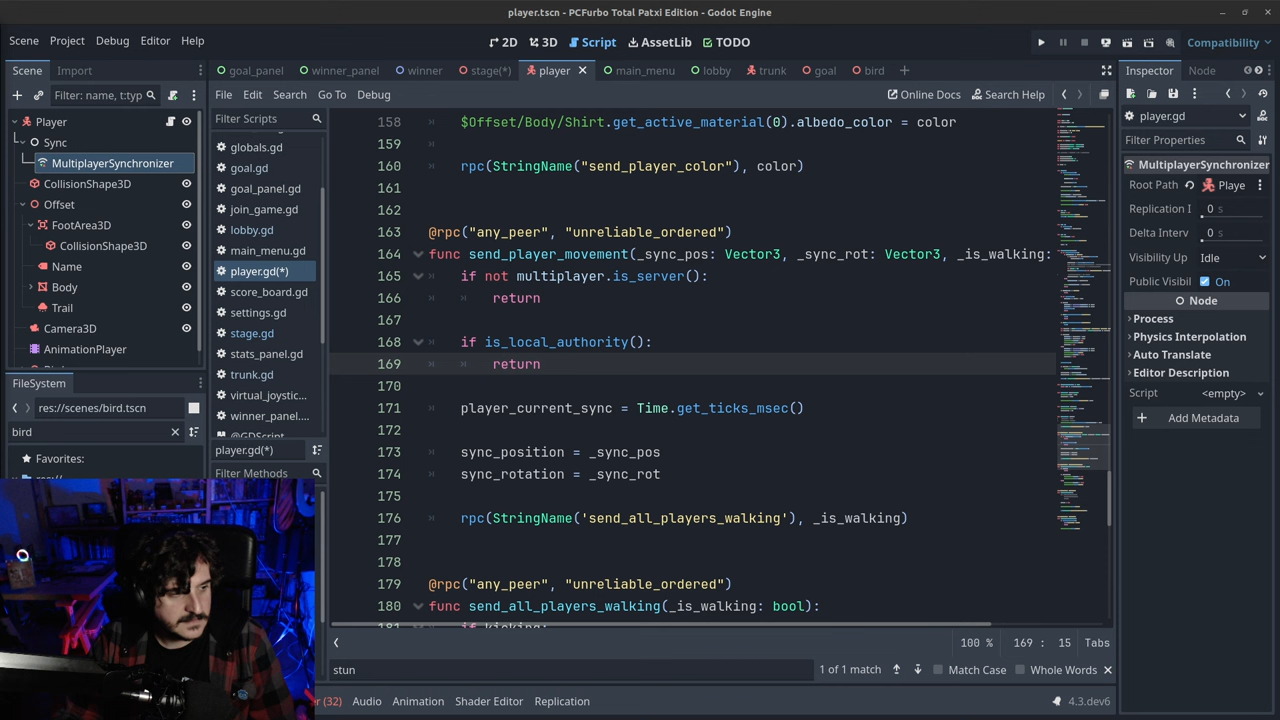 player.tscn - PCFurbo Total Patxi Edition - Godot Engine
Scene Project Debug Editor Help
2D 3D Script AssetLib TODO
Compatibility
Scene Import
goal_panel winner_panel winner stage(*) player main_menu lobby trunk goal bird
Inspector Node
Filter: name, t:typ
File Edit Search Go To Debug
Online Docs Search Help
Player
Sync
MultiplayerSynchronizer
CollisionShape3D
Offset
FootArea3D
CollisionShape3D
Name
Body
Trail
Camera3D
AnimationPlayer
FileSystem
res://scenes/bird.tscn
bird
Favorites:
Filter Scripts
globals.gd
goal.gd
goal_panel.gd
join_game.gd
lobby.gd
main_menu.gd
player.gd(*)
score_board.gd
settings.gd
stage.gd
stats_panel.gd
trunk.gd
virtual_joystic...
winner_panel....
@GDScript
player.gd(*)
Filter Methods
158 $Offset/Body/Shirt.get_active_material(0).albedo_color = color
159
160 rpc(StringName("send_player_color"), color)
161
162
163 @rpc("any_peer", "unreliable_ordered")
164 func send_player_movement(_sync_pos: Vector3, _sync_rot: Vector3, _is_walking:
165 if not multiplayer.is_server():
166 return
167
168 if is_local_authority():
169 return
170
171 player_current_sync = Time.get_ticks_msec()
172
173 sync_position = _sync_pos
174 sync_rotation = _sync_rot
175
176 rpc(StringName('send_all_players_walking'), _is_walking)
177
178
179 @rpc("any_peer", "unreliable_ordered")
180 func send_all_players_walking(_is_walking: bool):
181 if kicking:
100 % 169 : 15 Tabs
stun
1 of 1 match Match Case Whole Words
(32) Audio Animation Shader Editor Replication
4.3.dev6
player.gd
Filter Properties
MultiplayerSynchronizer
Root Path Playe
Replication I 0 s
Delta Interv 0 s
Visibility Up Idle
Public Visibil On
Node
Process
Physics Interpolation
Auto Translate
Editor Description
Script <empty>
Add Metadata